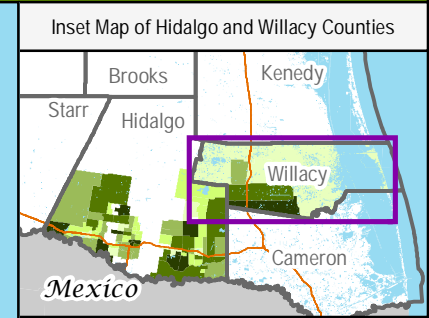 Inset Map of Hidalgo and Willacy Counties
Brooks
Kenedy
Starr
Hidalgo
Willacy
Cameron
Mexico